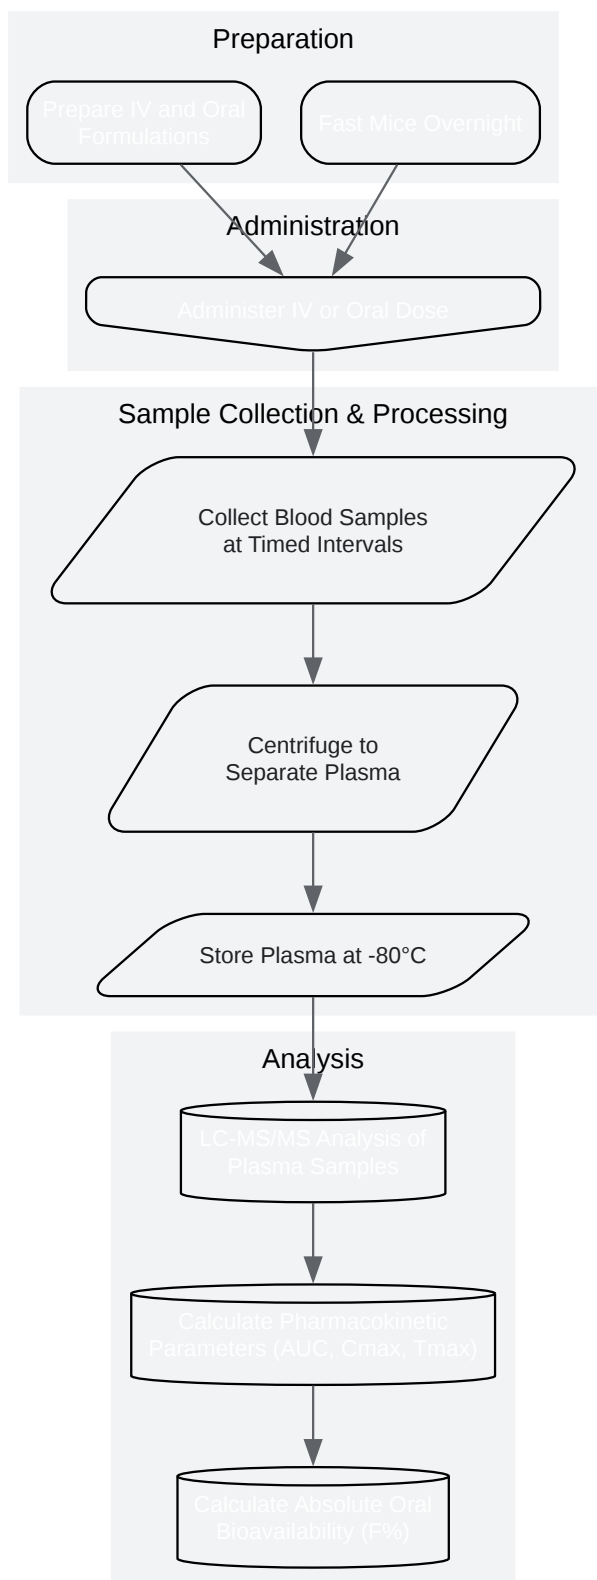 Preparation
Prepare IV and Oral
Formulations
Fast Mice Overnight
Administration
Administer IV or Oral Dose
Sample Collection & Processing
Collect Blood Samples
at Timed Intervals
Centrifuge to
Separate Plasma
Store Plasma at -80°C
Analysis
LC-MS/MS Analysis of
Plasma Samples
Calculate Pharmacokinetic
Parameters (AUC, Cmax, Tmax)
Calculate Absolute Oral
Bioavailability (F%)